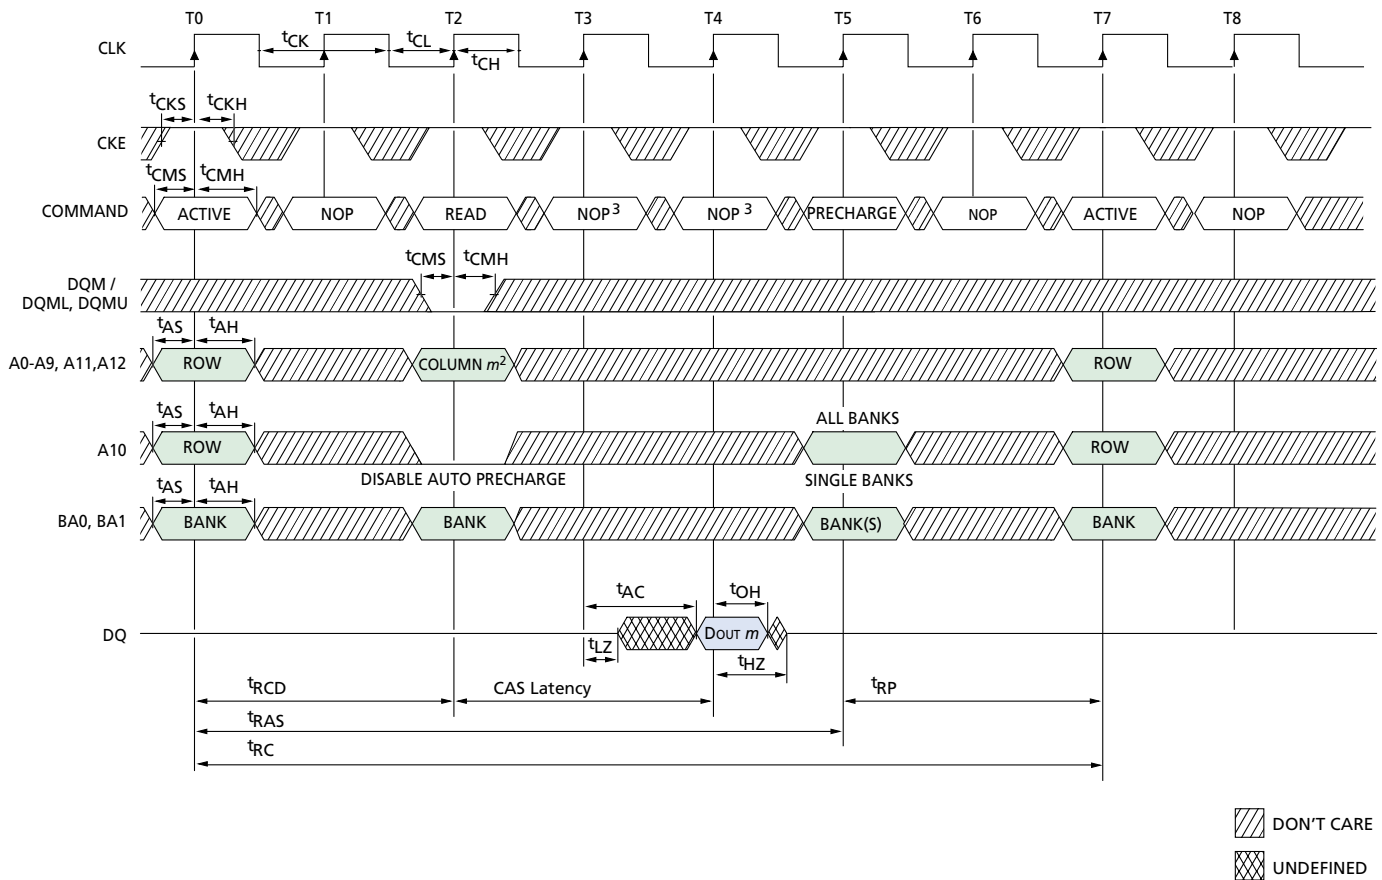 T0 T1 T2 T3 T4 T5 T6 T7 T8
CLK
tCK tCL tCH
tCKS tCKH
CKE
tCMS tCMH
COMMAND ACTIVE NOP READ NOP3 NOP3 PRECHARGE NOP ACTIVE NOP
tCMS tCMH
DQM /
DQML, DQMU
tAS tAH
A0-A9, A11,A12 ROW COLUMN m2 ROW
tAS tAH
ALL BANKS
A10 ROW ROW
DISABLE AUTO PRECHARGE SINGLE BANKS
tAS tAH
BA0, BA1 BANK BANK BANK(S) BANK
tAC tOH
DQ DOUT m
tLZ tHZ
tRCD CAS Latency tRP
tRAS
tRC
DON'T CARE
UNDEFINED